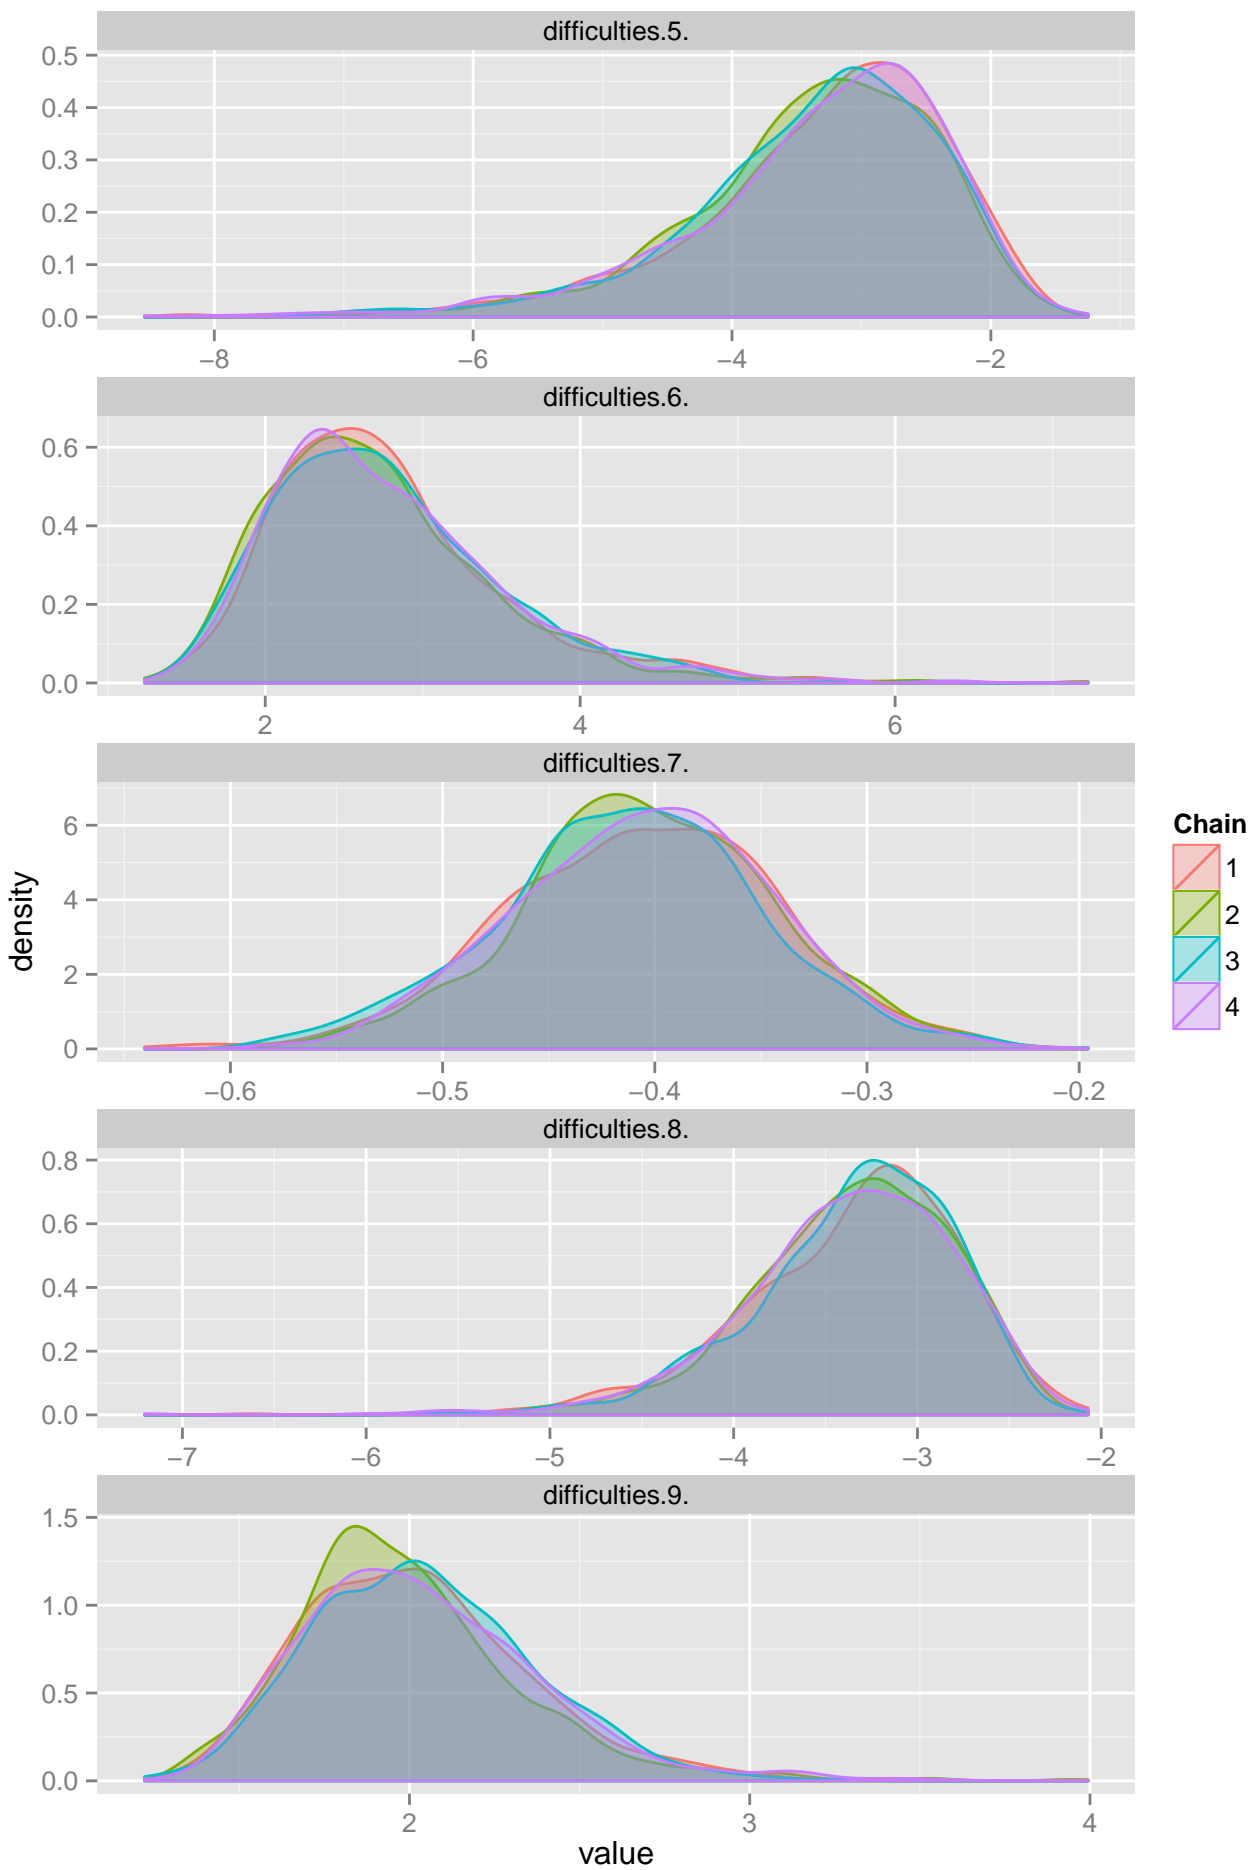 difficulties.5.
0.5
0.4
0.3
0.2
0.1
0.0
−8 −6 −4 −2
difficulties.6.
0.6
0.4
0.2
0.0
2 4 6
difficulties.7.
6
4
2
0
−0.6 −0.5 −0.4 −0.3 −0.2
difficulties.8.
0.8
0.6
0.4
0.2
0.0
−7 −6 −5 −4 −3 −2
difficulties.9.
1.5
1.0
0.5
0.0
2 3 4
value
density
Chain
1
2
3
4